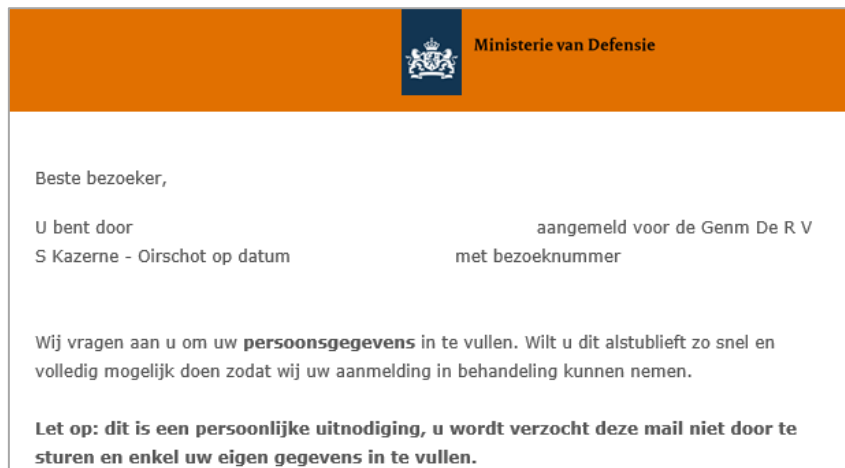 Ministerie van Defensie
Beste bezoeker,
U bent door aangemeld voor de Genm De R V
S Kazerne - Oirschot op datum met bezoeknummer
Wij vragen aan u om uw persoonsgegevens in te vullen. Wilt u dit alstublieft zo snel en
volledig mogelijk doen zodat wij uw aanmelding in behandeling kunnen nemen.
Let op: dit is een persoonlijke uitnodiging, u wordt verzocht deze mail niet door te
sturen en enkel uw eigen gegevens in te vullen.